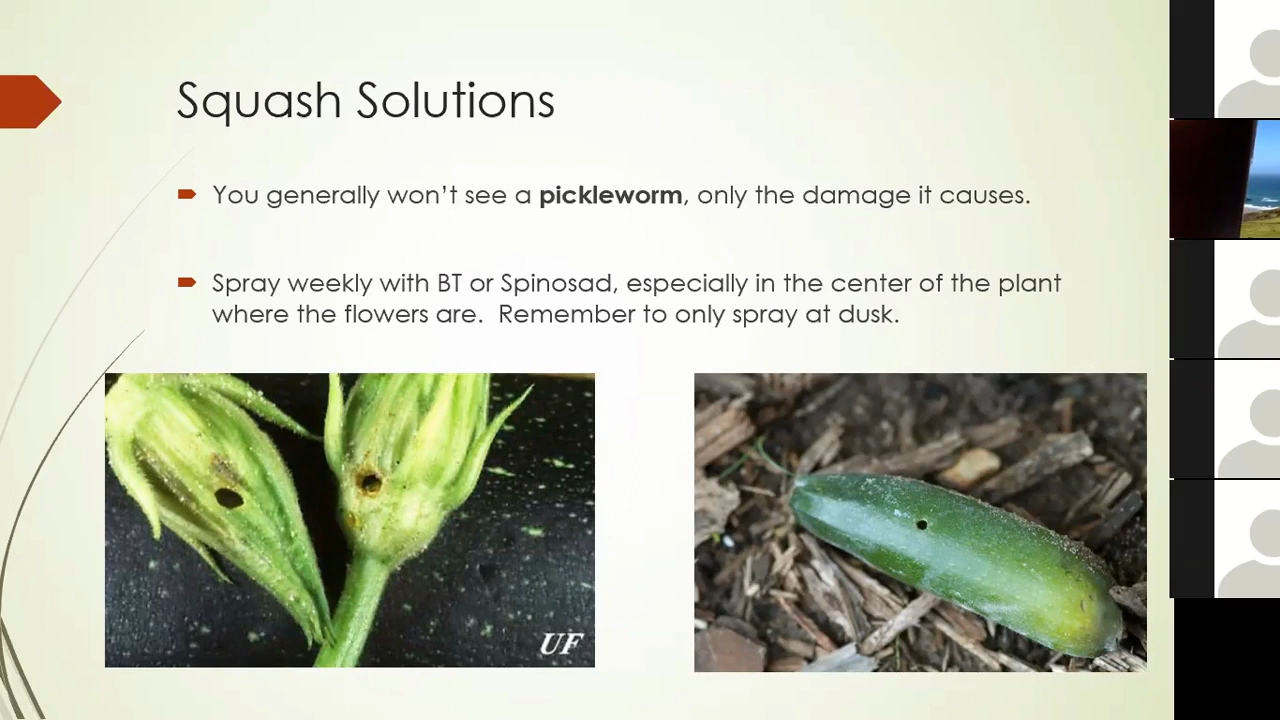 Squash Solutions
You generally won't see a pickleworm, only the damage it causes.
Spray weekly with BT or Spinosad, especially in the center of the plant
where the flowers are.  Remember to only spray at dusk.
UF